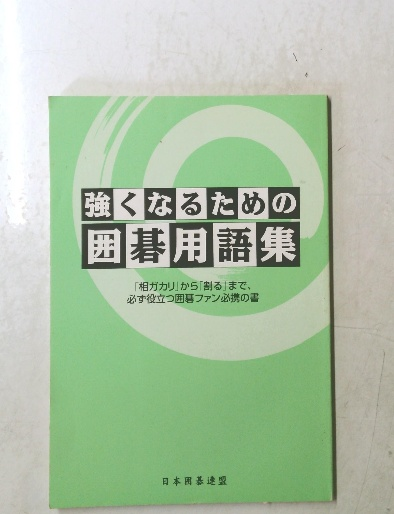 強くなるための
囲碁用語集
「相ガカリ」から「割る」まで、
必ず役立つ囲碁ファン必携の書
日本囲碁連盟